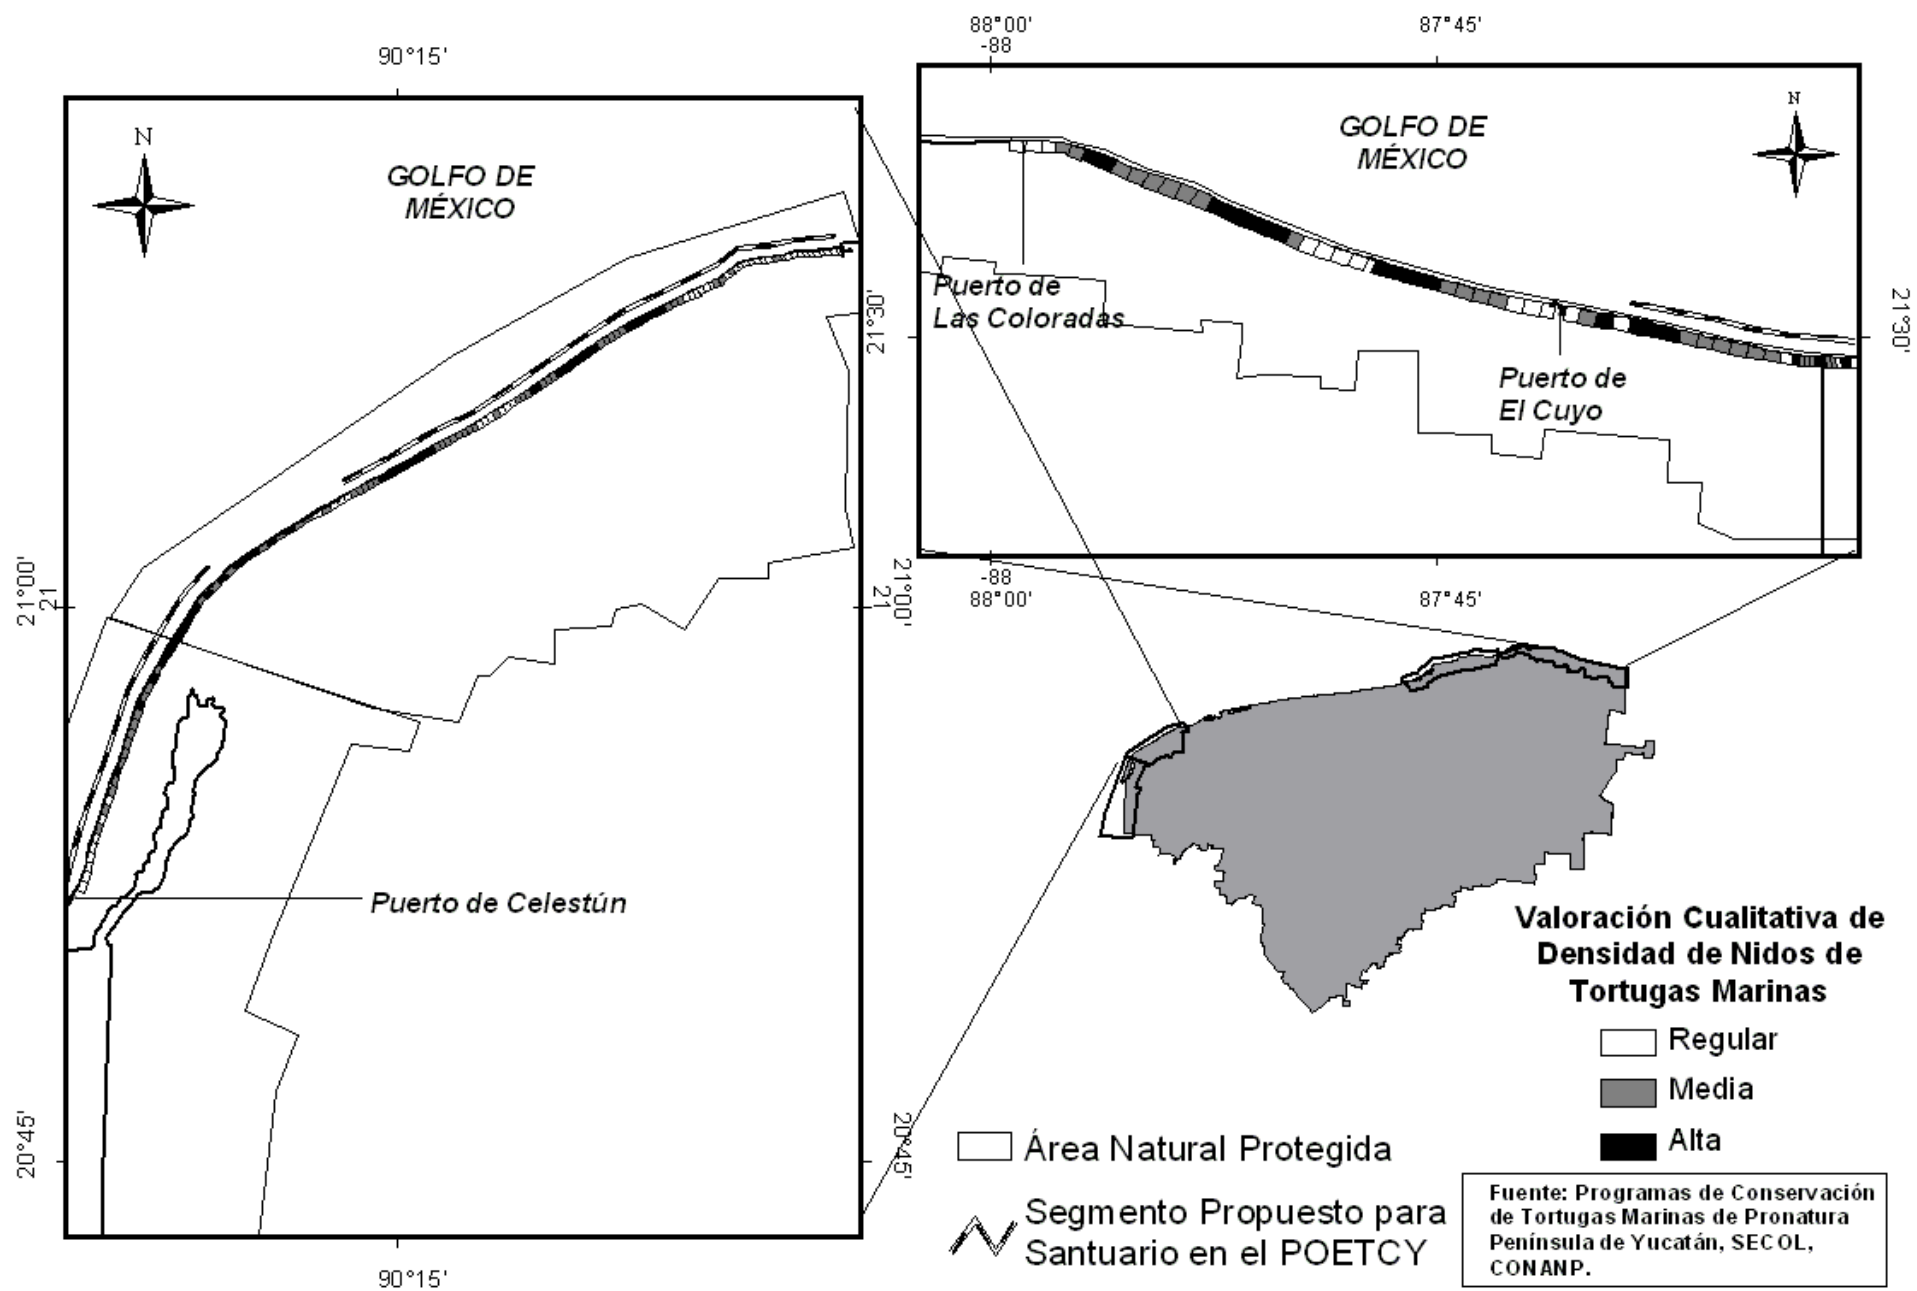 90°15'
N
GOLFO DE
MÉXICO
21°30'
21°00'
21
21°00'
21
20°45'
20°45'
Puerto de Celestún
90°15'
88°00'
-88
87°45'
GOLFO DE
MÉXICO
N
Puerto de
Las Coloradas
21°30'
Puerto de
El Cuyo
-88
88°00'
87°45'
Valoración Cualitativa de
Densidad de Nidos de
Tortugas Marinas
Regular
Media
Alta
Área Natural Protegida
Segmento Propuesto para
Santuario en el POETCY
Fuente: Programas de Conservación
de Tortugas Marinas de Pronatura
Península de Yucatán, SECOL,
CONANP.